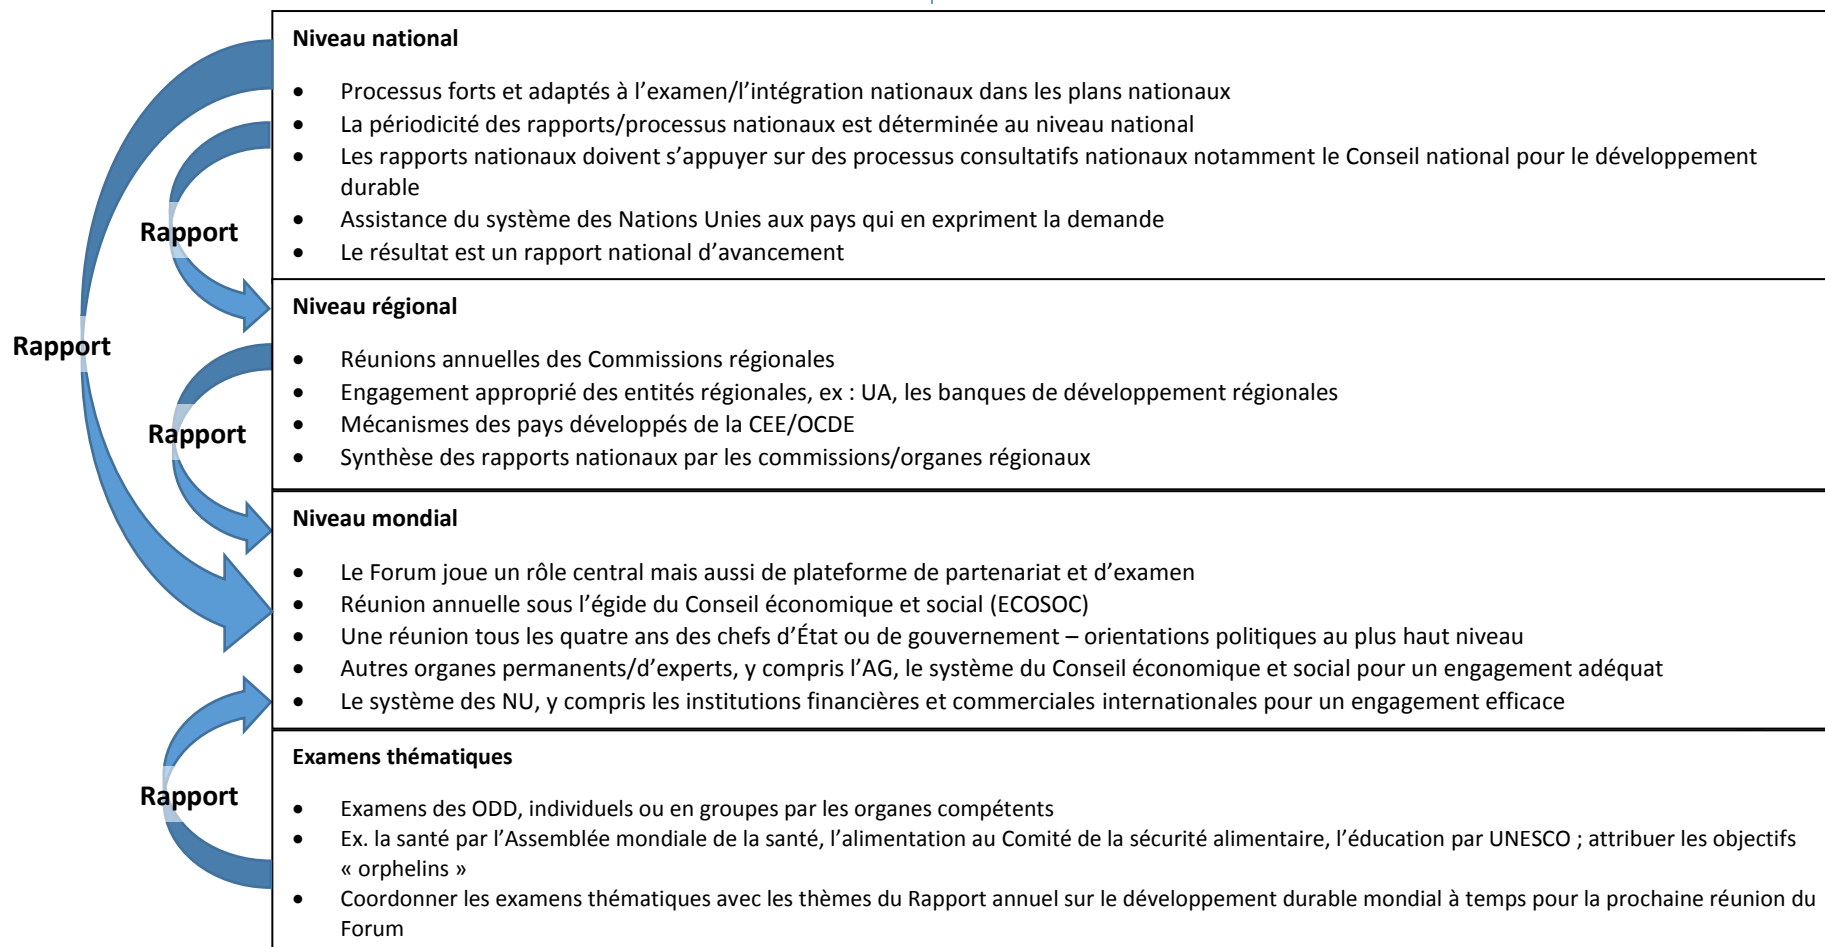 Niveau national
• Processus forts et adaptés à l’examen/l’intégration nationaux dans les plans nationaux
• La périodicité des rapports/processus nationaux est déterminée au niveau national
• Les rapports nationaux doivent s’appuyer sur des processus consultatifs nationaux notamment le Conseil national pour le développement
durable
• Assistance du système des Nations Unies aux pays qui en expriment la demande
• Le résultat est un rapport national d’avancement
Rapport
Niveau régional
Rapport
• Réunions annuelles des Commissions régionales
• Engagement approprié des entités régionales, ex : UA, les banques de développement régionales
• Mécanismes des pays développés de la CEE/OCDE
• Synthèse des rapports nationaux par les commissions/organes régionaux
Rapport
Niveau mondial
• Le Forum joue un rôle central mais aussi de plateforme de partenariat et d’examen
• Réunion annuelle sous l’égide du Conseil économique et social (ECOSOC)
• Une réunion tous les quatre ans des chefs d’État ou de gouvernement – orientations politiques au plus haut niveau
• Autres organes permanents/d’experts, y compris l’AG, le système du Conseil économique et social pour un engagement adéquat
• Le système des NU, y compris les institutions financières et commerciales internationales pour un engagement efficace
Examens thématiques
Rapport
• Examens des ODD, individuels ou en groupes par les organes compétents
• Ex. la santé par l’Assemblée mondiale de la santé, l’alimentation au Comité de la sécurité alimentaire, l’éducation par UNESCO ; attribuer les objectifs
« orphelins »
• Coordonner les examens thématiques avec les thèmes du Rapport annuel sur le développement durable mondial à temps pour la prochaine réunion du
Forum